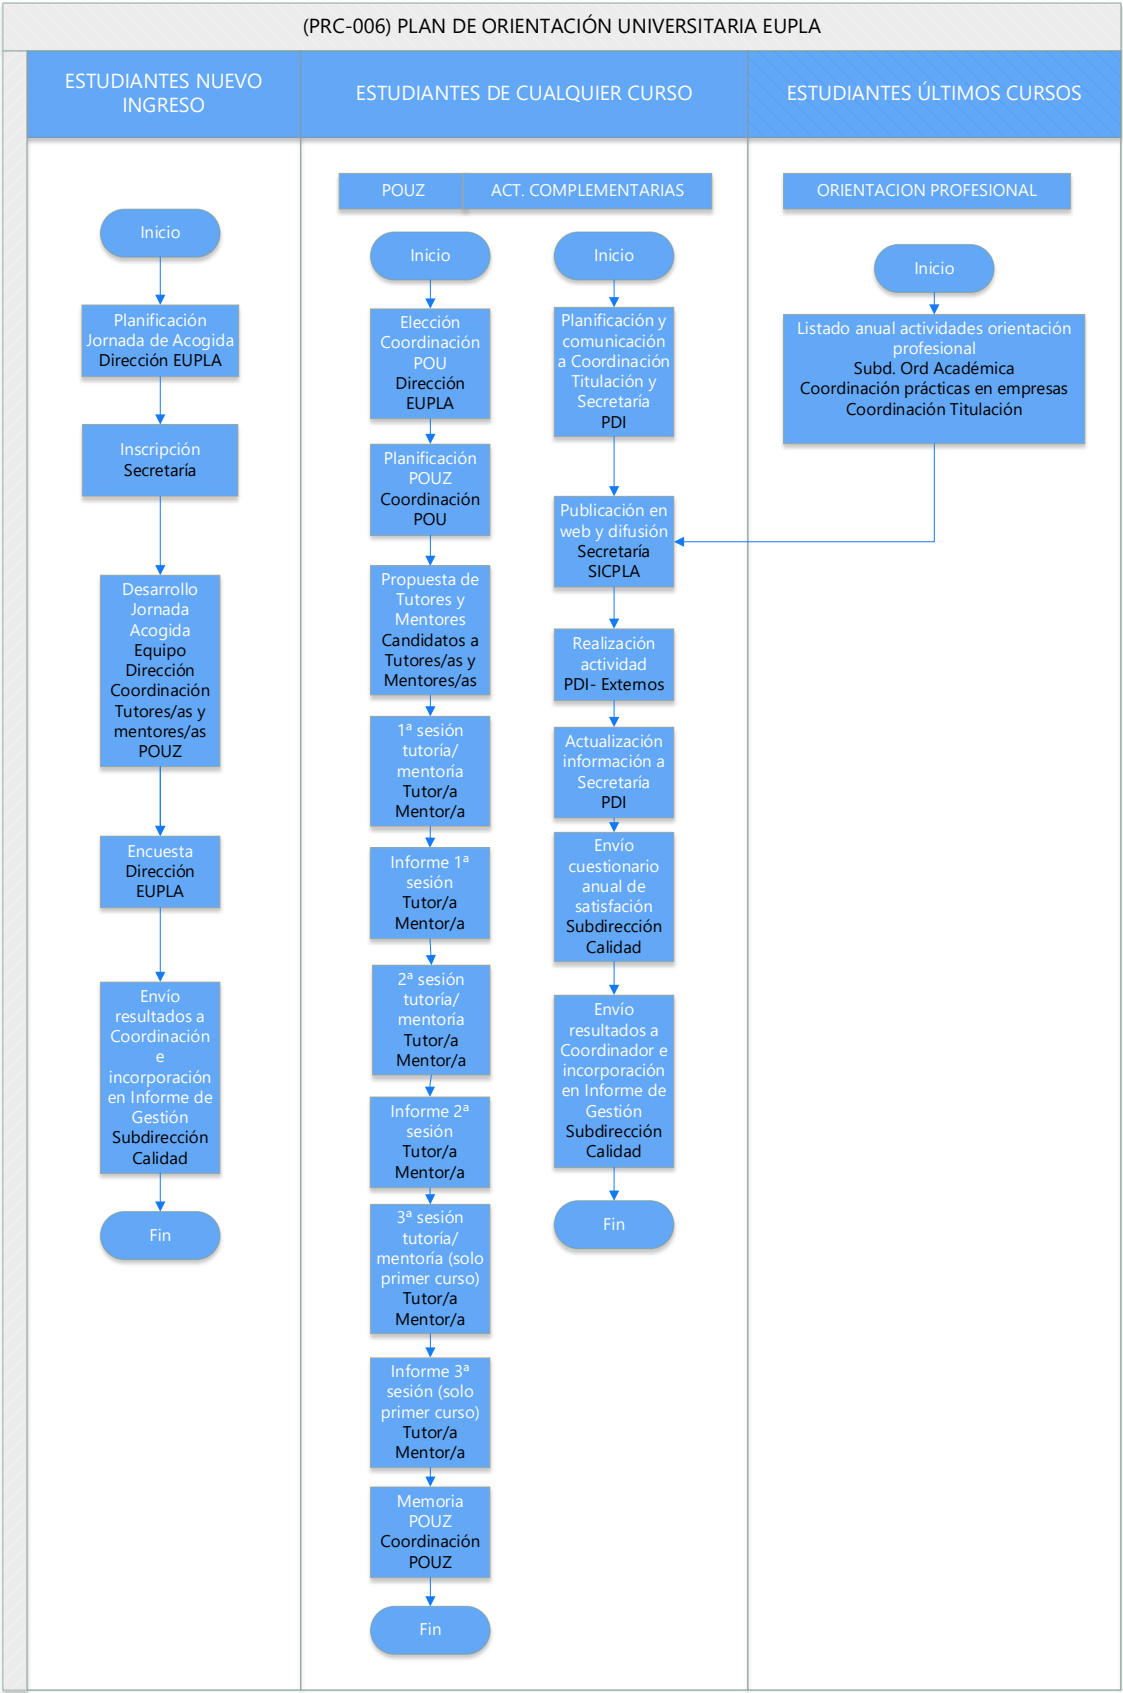 (PRC-006) PLAN DE ORIENTACIÓN UNIVERSITARIA EUPLA
ESTUDIANTES NUEVO
INGRESO
ESTUDIANTES DE CUALQUIER CURSO
ESTUDIANTES ÚLTIMOS CURSOS
Inicio
Planificación
Jornada de Acogida
Dirección EUPLA
Inscripción
Secretaría
Desarrollo
Jornada
Acogida
Equipo
Dirección
Coordinación
Tutores/as y
mentores/as
POUZ
Encuesta
Dirección
EUPLA
Envío
resultados a
Coordinación
e
incorporación
en Informe de
Gestión
Subdirección
Calidad
Fin
POUZ
Inicio
Elección
Coordinación
POU
Dirección
EUPLA
Planificación
POUZ
Coordinación
POU
Propuesta de
Tutores y
Mentores
Candidatos a
Tutores/as y
Mentores/as
1ª sesión
tutoría/
mentoría
Tutor/a
Mentor/a
Informe 1ª
sesión
Tutor/a
Mentor/a
2ª sesión
tutoría/
mentoría
Tutor/a
Mentor/a
Informe 2ª
sesión
Tutor/a
Mentor/a
3ª sesión
tutoría/
mentoría (solo
primer curso)
Tutor/a
Mentor/a
Informe 3ª
sesión (solo
primer curso)
Tutor/a
Mentor/a
Memoria
POUZ
Coordinación
POUZ
Fin
ACT. COMPLEMENTARIAS
Inicio
Planificación y
comunicación
a Coordinación
Titulación y
Secretaría
PDI
Publicación en
web y difusión
Secretaría
SICPLA
Realización
actividad
PDI- Externos
Actualización
información a
Secretaría
PDI
Envío
cuestionario
anual de
satisfacción
Subdirección
Calidad
Envío
resultados a
Coordinador e
incorporación
en Informe de
Gestión
Subdirección
Calidad
Fin
ORIENTACION PROFESIONAL
Inicio
Listado anual actividades orientación
profesional
Subd. Ord Académica
Coordinación prácticas en empresas
Coordinación Titulación